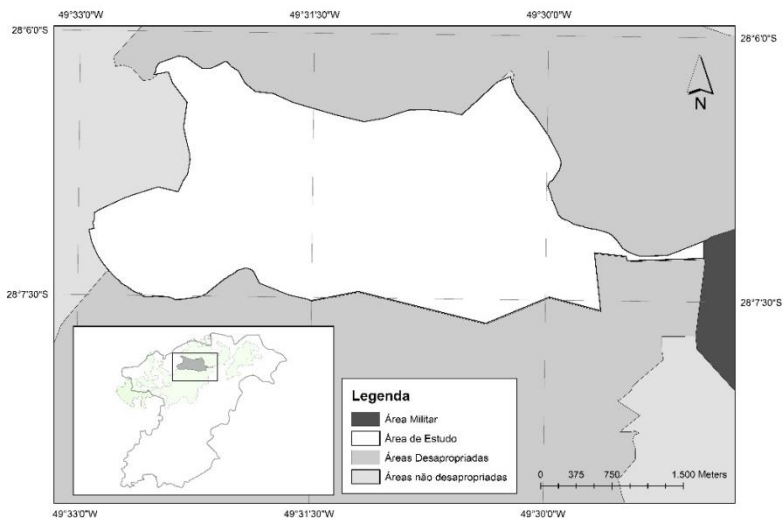 49°33'0"W 49°31'30"W 49°30'0"W
28°6'0"S 28°6'0"S
N
28°7'30"S 28°7'30"S
Legenda
Área Militar
Área de Estudo
Áreas Desapropriadas
Áreas não desapropriadas
0 375 750 1.500 Meters
49°33'0"W 49°31'30"W 49°30'0"W